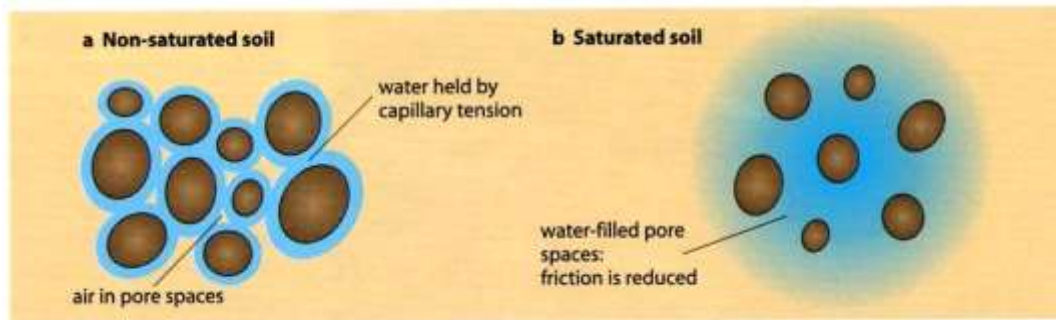 a Non-saturated soil
water held by
capillary tension
air in pore spaces
b Saturated soil
water-filled pore
spaces:
friction is reduced